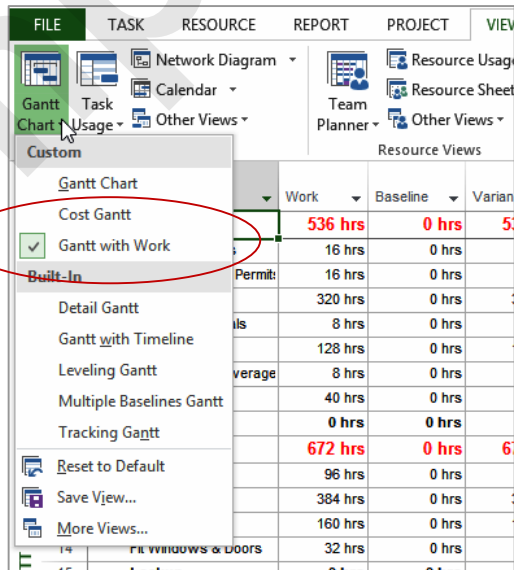 FILE TASK RESOURCE REPORT PROJECT VIEW
Network Diagram
Resource Usage
Calendar
Resource Sheet
Gantt Chart
Task Usage
Other Views
Team Planner
Other Views
Resource Views
Custom
Gantt Chart
Work Baseline Varian
Cost Gantt
536 hrs 0 hrs 5
Gantt with Work
16 hrs 0 hrs
Built-In
Permits 16 hrs 0 hrs
320 hrs 0 hrs
Detail Gantt
als 8 hrs 0 hrs
Gantt with Timeline
128 hrs 0 hrs
Leveling Gantt
verage 8 hrs 0 hrs
Multiple Baselines Gantt
40 hrs 0 hrs
Tracking Gantt
0 hrs 0 hrs
672 hrs 0 hrs 6
Reset to Default
96 hrs 0 hrs
Save View...
384 hrs 0 hrs
More Views...
160 hrs 0 hrs
14 Fit Windows & Doors 32 hrs 0 hrs